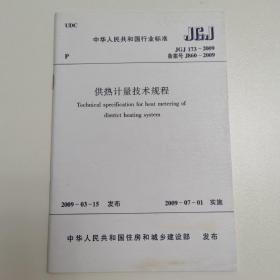 UDC
中华人民共和国行业标准
JGJ
P
JGJ 173-2009
备案号 J860-2009
供热计量技术规程
Technical specification for heat metering of
district heating system
2009-03-15 发布
2009-07-01 实施
中华人民共和国住房和城乡建设部 发布